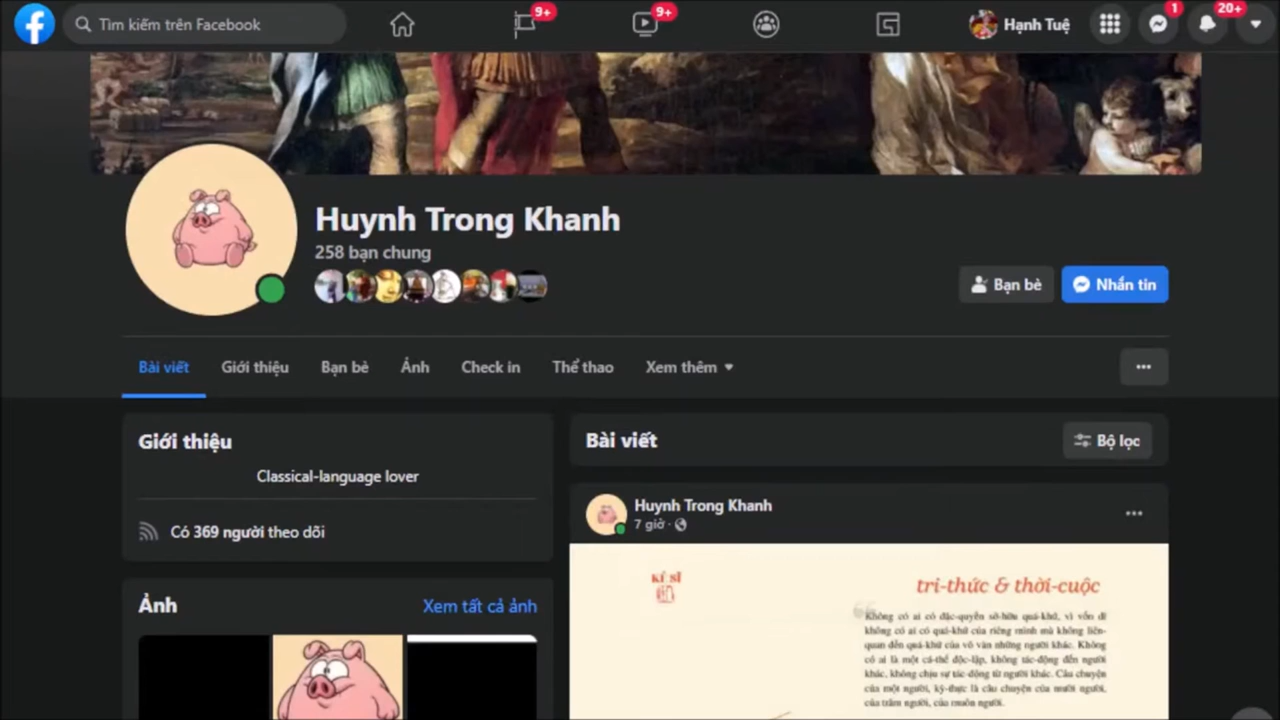 Tìm kiếm trên Facebook
9+
9+
Hạnh Tuệ
1
20+
Huynh Trong Khanh
258 bạn chung
Bạn bè
Nhắn tin
Bài viết
Giới thiệu
Bạn bè
Ảnh
Check in
Thể thao
Xem thêm
Giới thiệu
Classical-language lover
Có 369 người theo dõi
Ảnh
Xem tất cả ảnh
Bài viết
Bộ lọc
Huynh Trong Khanh
7 giờ ·
KÍ SĨ
tri-thức & thời-cuộc
Không có ai có đặc-quyền sở-hữu quá-khứ, vì vốn dĩ
không có ai có quá-khứ của riêng mình mà không liên-
quan đến quá-khứ của vô vàn những người khác. Không
có ai là một cá-thể độc-lập, không tác-động đến người
khác, không chịu sự tác-động từ người khác. Câu chuyện
của một người, kỳ-thực là câu chuyện của mười người,
của trăm người, của muôn người.